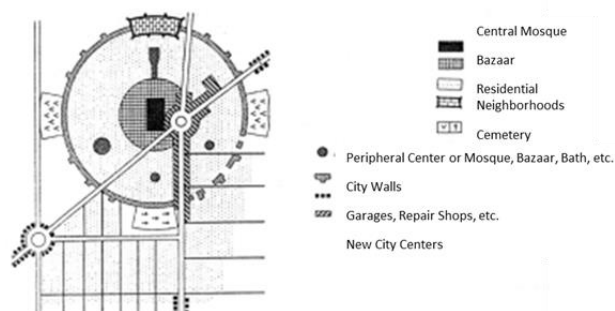 Central Mosque
Bazaar
Residential
Neighborhoods
Cemetery
Peripheral Center or Mosque, Bazaar, Bath, etc.
City Walls
Garages, Repair Shops, etc.
New City Centers